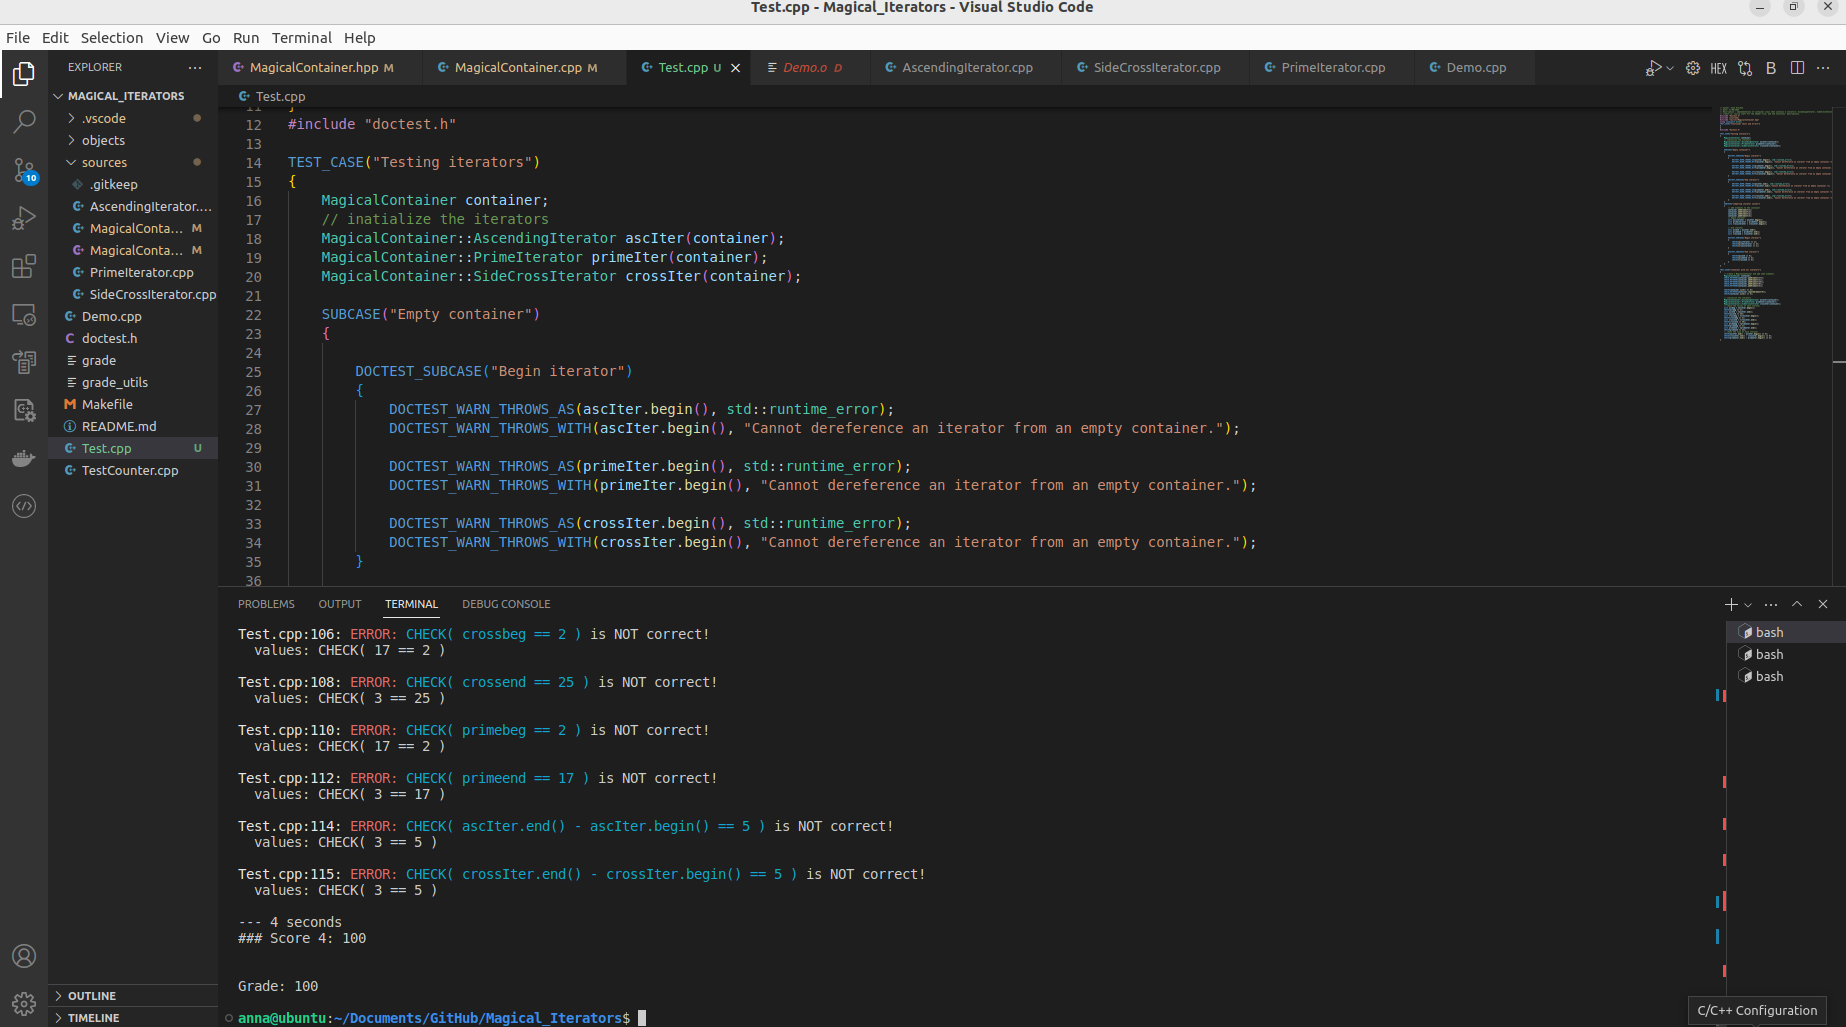 Test.cpp - Magical_Iterators - Visual Studio Code
File Edit Selection View Go Run Terminal Help
EXPLORER
MAGICAL_ITERATORS
.vscode
objects
sources
.gitkeep
AscendingIterator....
MagicalConta... M
MagicalConta... M
PrimeIterator.cpp
SideCrossIterator.cpp
Demo.cpp
doctest.h
grade
grade_utils
Makefile
README.md
Test.cpp U
TestCounter.cpp
OUTLINE
TIMELINE
10
MagicalContainer.hpp M MagicalContainer.cpp M Test.cpp U Demo.o D AscendingIterator.cpp SideCrossIterator.cpp PrimeIterator.cpp Demo.cpp
HEX B
Test.cpp
12 #include "doctest.h"
13
14 TEST_CASE("Testing iterators")
15 {
16 MagicalContainer container;
17 // inatialize the iterators
18 MagicalContainer::AscendingIterator ascIter(container);
19 MagicalContainer::PrimeIterator primeIter(container);
20 MagicalContainer::SideCrossIterator crossIter(container);
21
22 SUBCASE("Empty container")
23 {
24
25 DOCTEST_SUBCASE("Begin iterator")
26 {
27 DOCTEST_WARN_THROWS_AS(ascIter.begin(), std::runtime_error);
28 DOCTEST_WARN_THROWS_WITH(ascIter.begin(), "Cannot dereference an iterator from an empty container.");
29
30 DOCTEST_WARN_THROWS_AS(primeIter.begin(), std::runtime_error);
31 DOCTEST_WARN_THROWS_WITH(primeIter.begin(), "Cannot dereference an iterator from an empty container.");
32
33 DOCTEST_WARN_THROWS_AS(crossIter.begin(), std::runtime_error);
34 DOCTEST_WARN_THROWS_WITH(crossIter.begin(), "Cannot dereference an iterator from an empty container.");
35 }
36
PROBLEMS OUTPUT TERMINAL DEBUG CONSOLE
Test.cpp:106: ERROR: CHECK( crossbeg == 2 ) is NOT correct!
values: CHECK( 17 == 2 )
Test.cpp:108: ERROR: CHECK( crossend == 25 ) is NOT correct!
values: CHECK( 3 == 25 )
Test.cpp:110: ERROR: CHECK( primebeg == 2 ) is NOT correct!
values: CHECK( 17 == 2 )
Test.cpp:112: ERROR: CHECK( primeend == 17 ) is NOT correct!
values: CHECK( 3 == 17 )
Test.cpp:114: ERROR: CHECK( ascIter.end() - ascIter.begin() == 5 ) is NOT correct!
values: CHECK( 3 == 5 )
Test.cpp:115: ERROR: CHECK( crossIter.end() - crossIter.begin() == 5 ) is NOT correct!
values: CHECK( 3 == 5 )
--- 4 seconds
### Score 4: 100
Grade: 100
anna@ubuntu:~/Documents/GitHub/Magical_Iterators$
bash
bash
bash
C/C++ Configuration